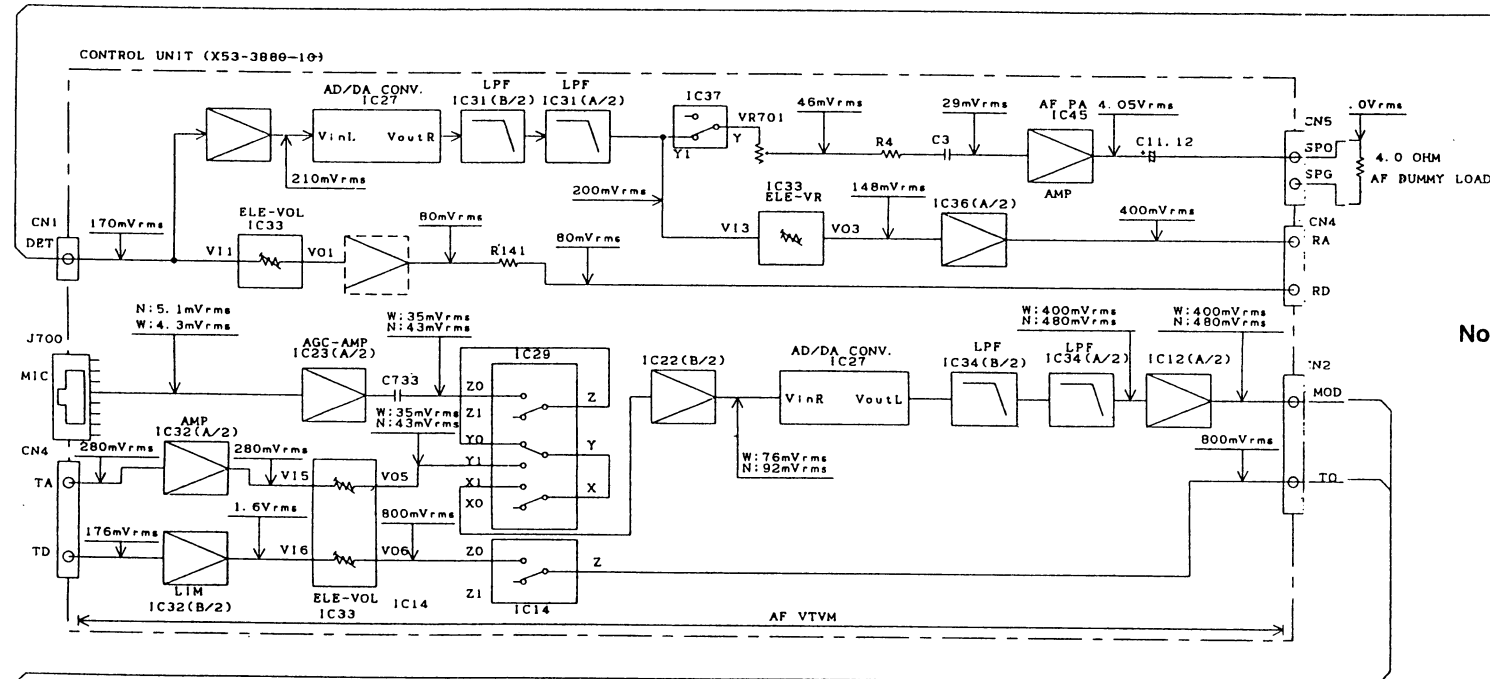 CONTROL UNIT (X53-3880-10)
AD/DA CONV.
IC27
LPF
IC31(B/2)
LPF
IC31(A/2)
IC37
VR701
46mVrms
29mVrms
AF PA
IC45
4.05Vrms
.0Vrms
CN5
VinL
VoutR
Y
Y1
R4
C3
C11.12
SPO
4.0 OHM
AF DUMMY LOAD
SPG
AMP
210mVrms
200mVrms
IC33
ELE-VR
148mVrms
IC36(A/2)
400mVrms
CN4
RA
VI3
VO3
CN1
DET
170mVrms
ELE-VOL
IC33
80mVrms
VI1
VO1
R141
80mVrms
RD
N:5.1mVrms
W:4.3mVrms
J700
MIC
AGC-AMP
IC23(A/2)
C733
W:35mVrms
N:43mVrms
IC29
Z0
Z1
Z
Y0
Y1
Y
X1
X0
X
W:35mVrms
N:43mVrms
IC22(B/2)
AD/DA CONV.
IC27
VinR
VoutL
LPF
IC34(B/2)
LPF
IC34(A/2)
W:400mVrms
N:480mVrms
W:400mVrms
N:480mVrms
IC12(A/2)
No
:N2
MOD
W:76mVrms
N:92mVrms
800mVrms
TO
AMP
IC32(A/2)
CN4
280mVrms
280mVrms
TA
VI5
VO5
1.6Vrms
800mVrms
176mVrms
TD
VI6
VO6
Z0
Z1
Z
LIM
IC32(B/2)
ELE-VOL
IC33
IC14
IC14
AF VTVM